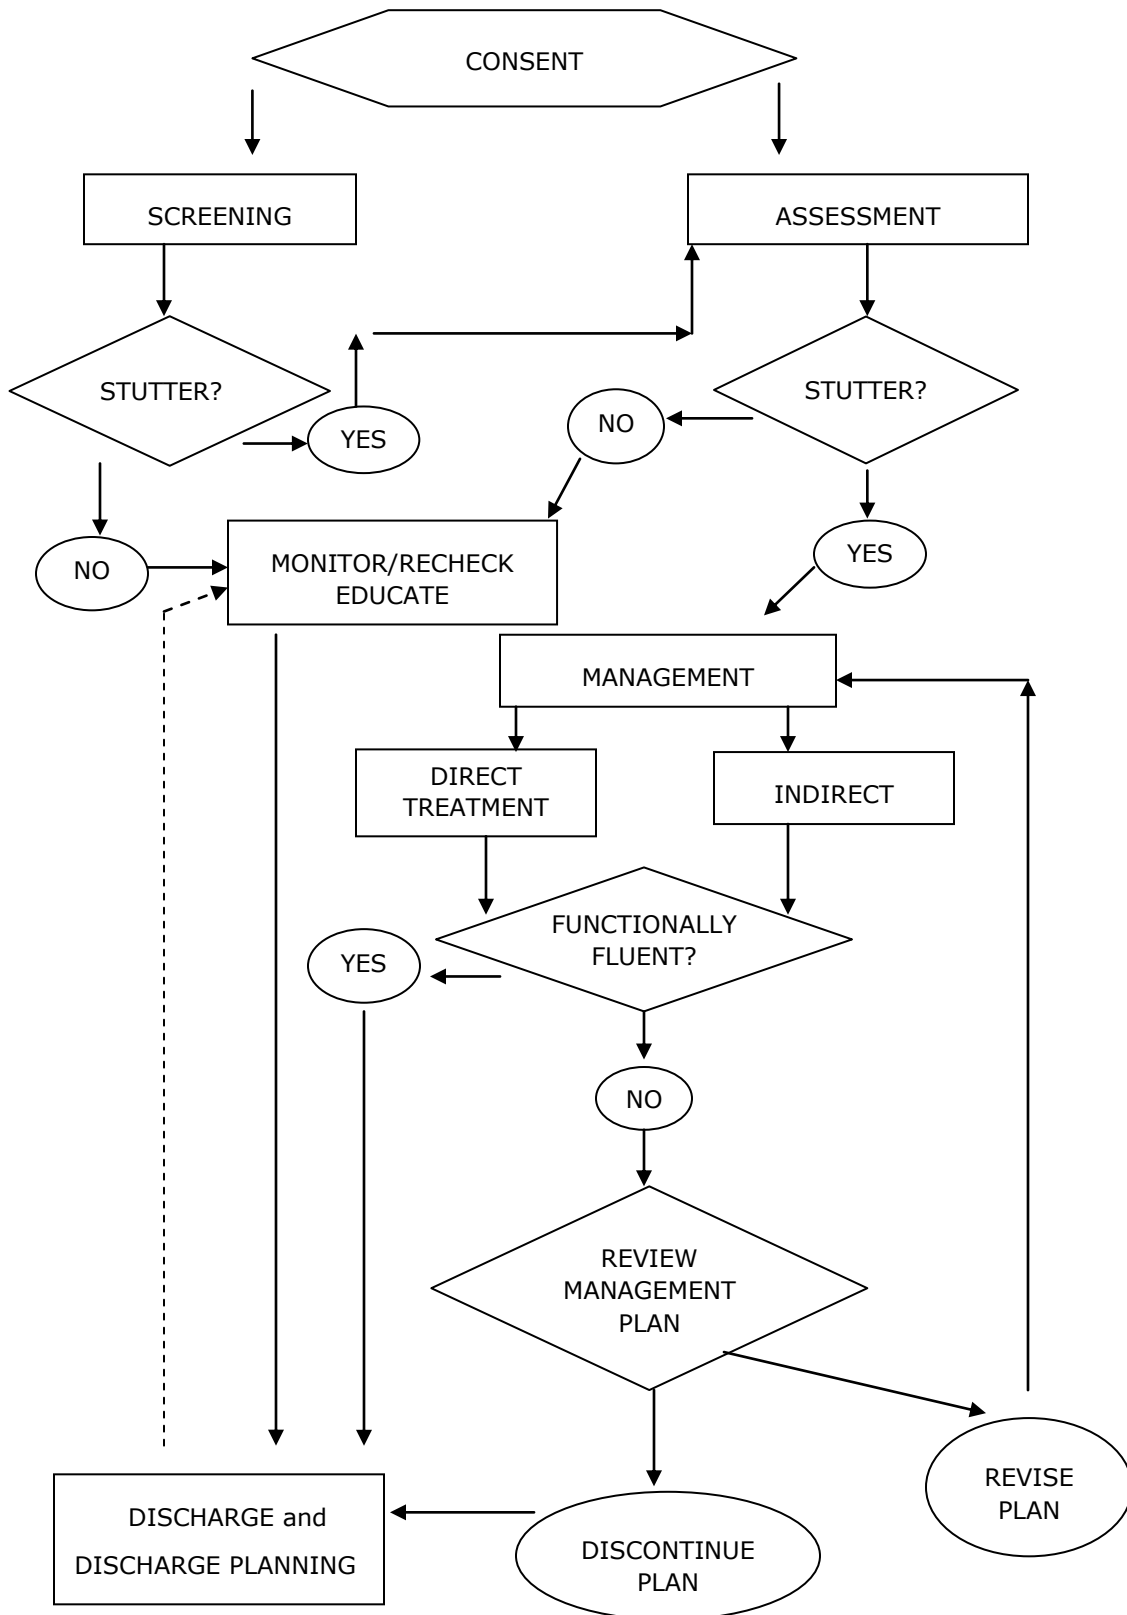 CONSENT
SCREENING
ASSESSMENT
STUTTER?
STUTTER?
YES
NO
NO
MONITOR/RECHECK
EDUCATE
YES
MANAGEMENT
DIRECT
TREATMENT
INDIRECT
FUNCTIONALLY
FLUENT?
YES
NO
REVIEW
MANAGEMENT
PLAN
REVISE
PLAN
DISCHARGE and
DISCHARGE PLANNING
DISCONTINUE
PLAN